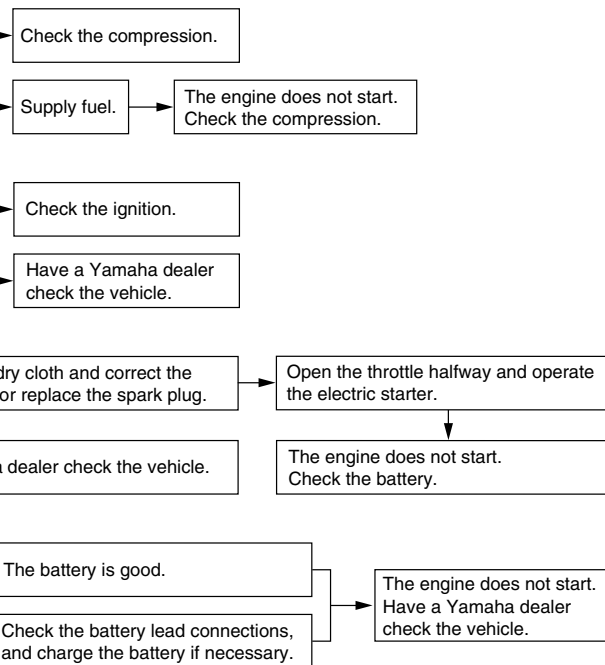 Check the compression.
Supply fuel.
The engine does not start.
Check the compression.
Check the ignition.
Have a Yamaha dealer
check the vehicle.
dry cloth and correct the
or replace the spark plug.
Open the throttle halfway and operate
the electric starter.
dealer check the vehicle.
The engine does not start.
Check the battery.
The battery is good.
Check the battery lead connections,
and charge the battery if necessary.
The engine does not start.
Have a Yamaha dealer
check the vehicle.